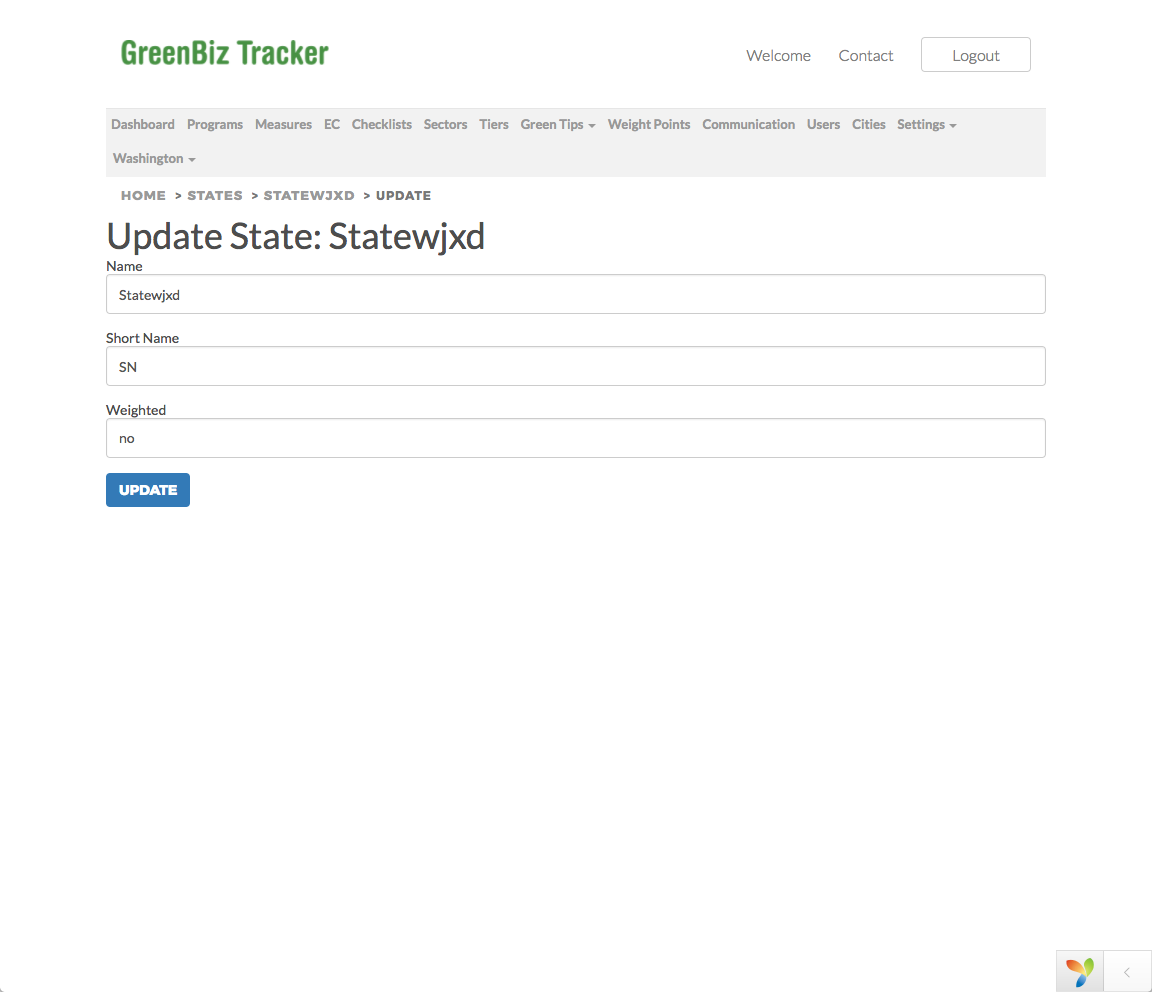 GreenBiz Tracker
Welcome Contact Logout
Dashboard Programs Measures EC Checklists Sectors Tiers Green Tips Weight Points Communication Users Cities Settings
Washington
HOME > STATES > STATEWJXD > UPDATE
Update State: Statewjxd
Name
Statewjxd
Short Name
SN
Weighted
no
UPDATE